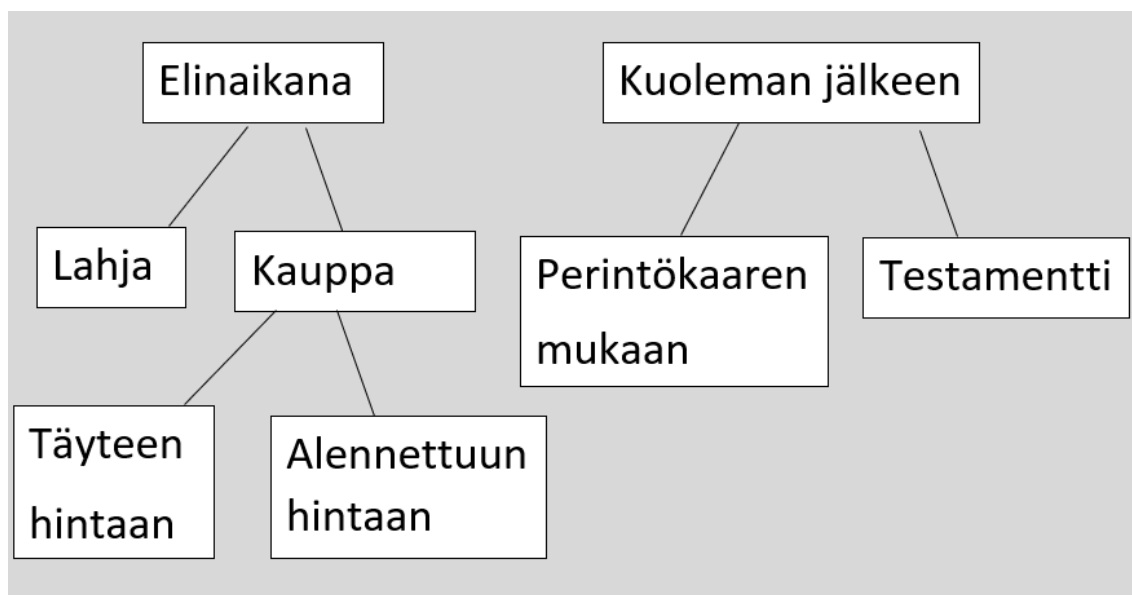 Elinaikana
Kuoleman jälkeen
Lahja
Kauppa
Perintökaaren
mukaan
Testamentti
Täyteen
hintaan
Alennettuun
hintaan